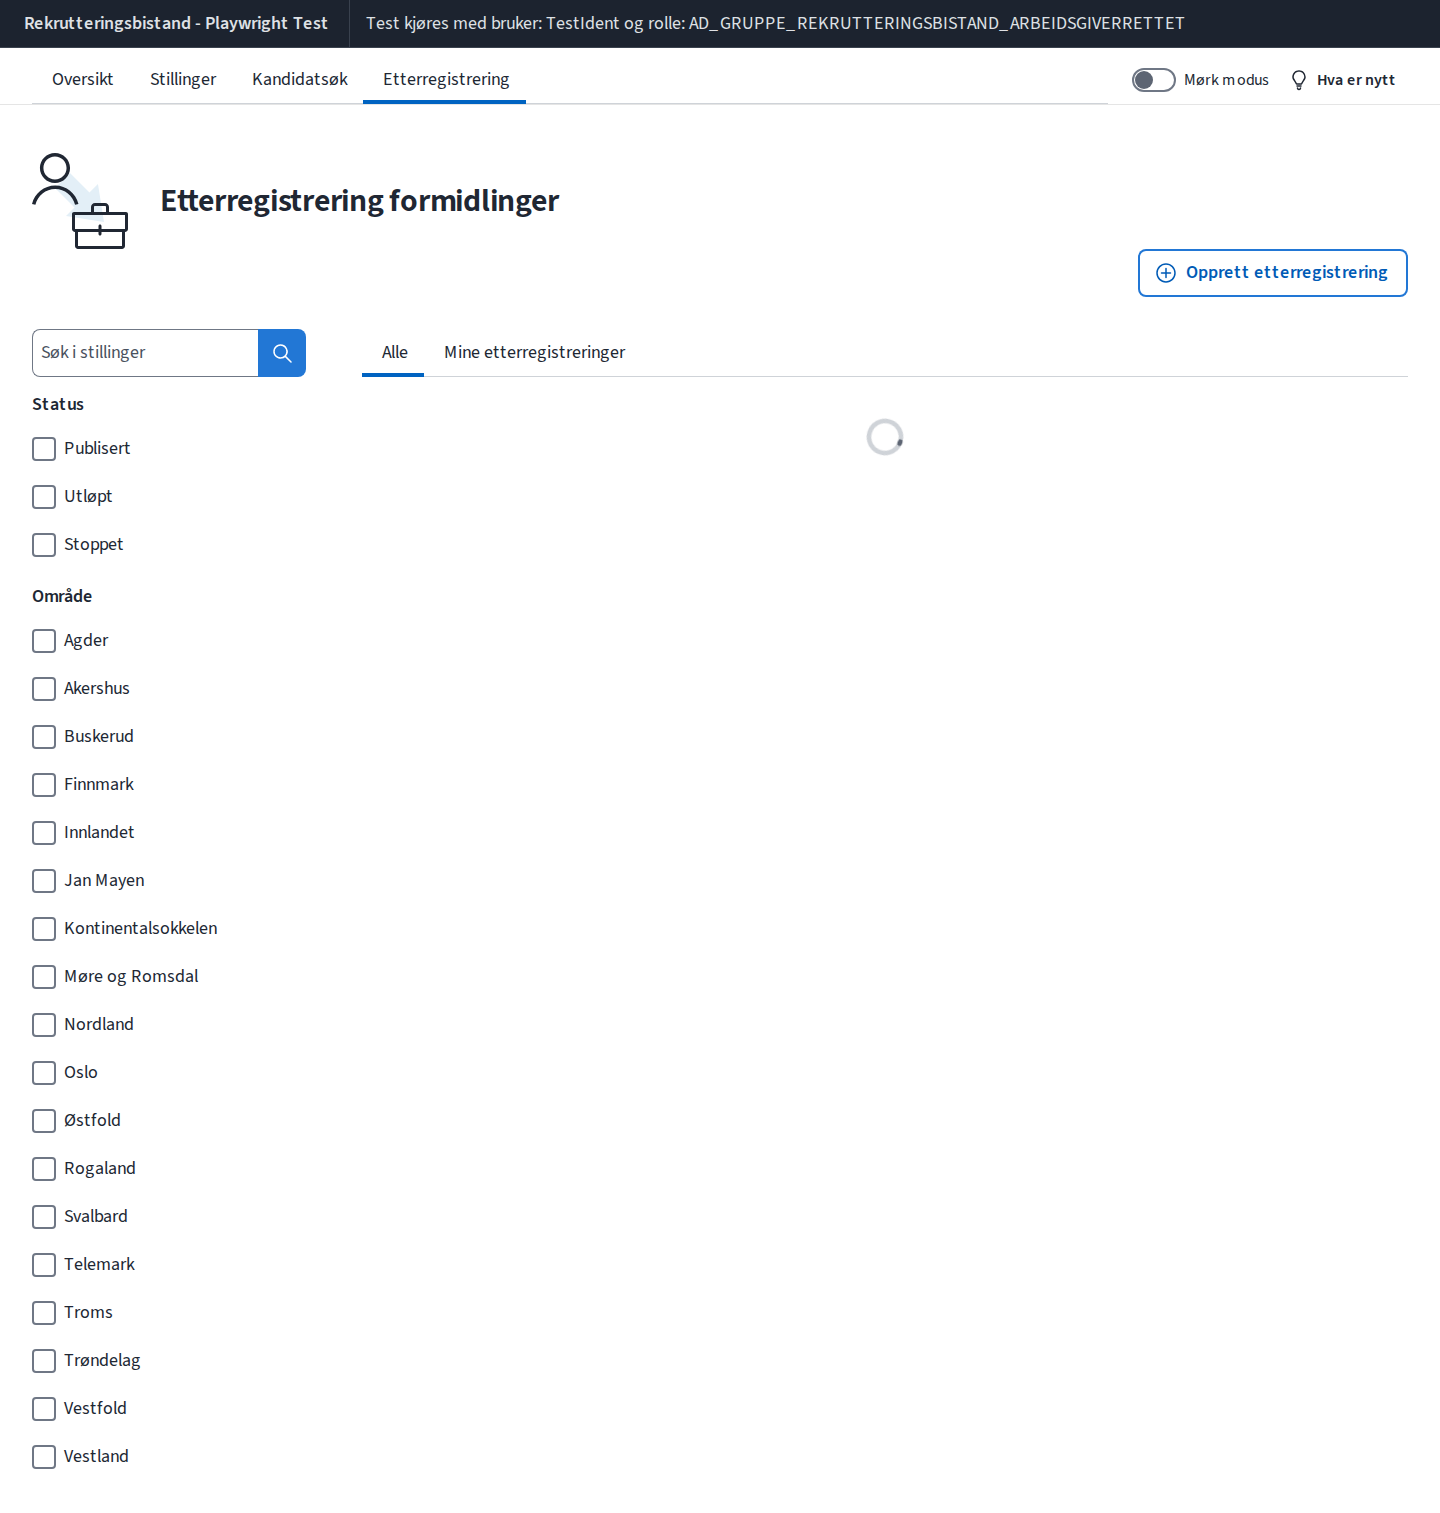 Rekrutteringsbistand - Playwright Test
Test kjøres med bruker: TestIdent og rolle: AD_GRUPPE_REKRUTTERINGSBISTAND_ARBEIDSGIVERRETTET
Oversikt
Stillinger
Kandidatsøk
Etterregistrering
Mørk modus
Hva er nytt
Etterregistrering formidlinger
Opprett etterregistrering
Søk i stillinger
Alle
Mine etterregistreringer
Status
Publisert
Utløpt
Stoppet
Område
Agder
Akershus
Buskerud
Finnmark
Innlandet
Jan Mayen
Kontinentalsokkelen
Møre og Romsdal
Nordland
Oslo
Østfold
Rogaland
Svalbard
Telemark
Troms
Trøndelag
Vestfold
Vestland